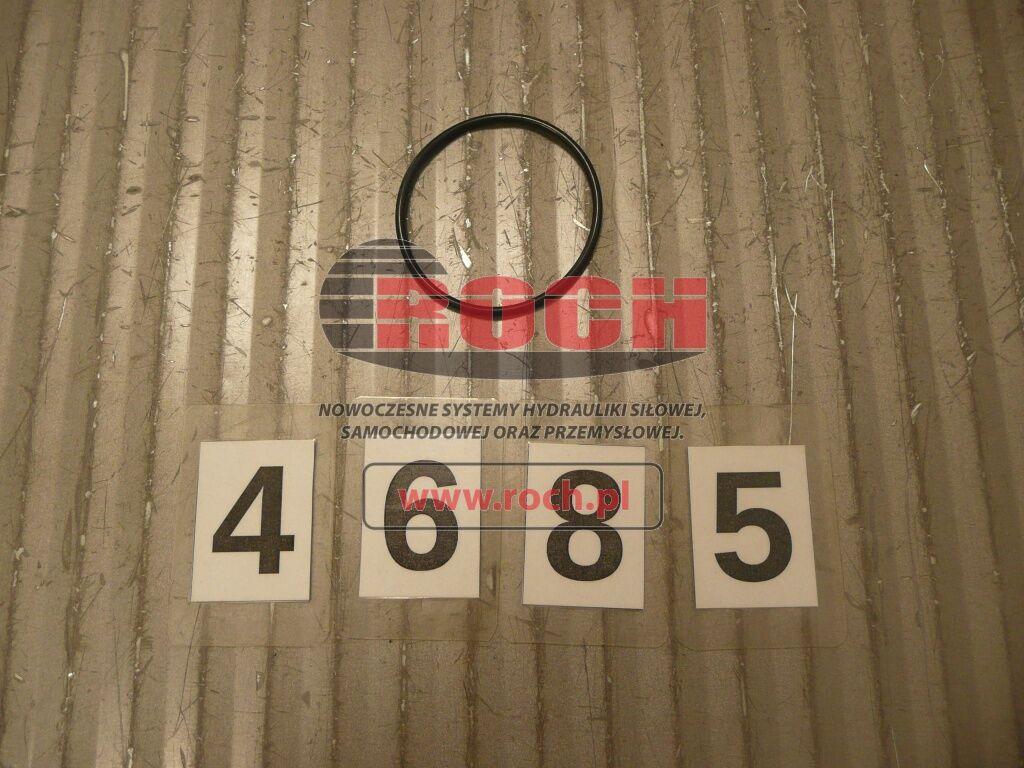 ROCH
NOWOCZESNE SYSTEMY HYDRAULIKI SIŁOWEJ,
SAMOCHODOWEJ ORAZ PRZEMYSŁOWEJ.
www.roch.pl
4 6 8 5